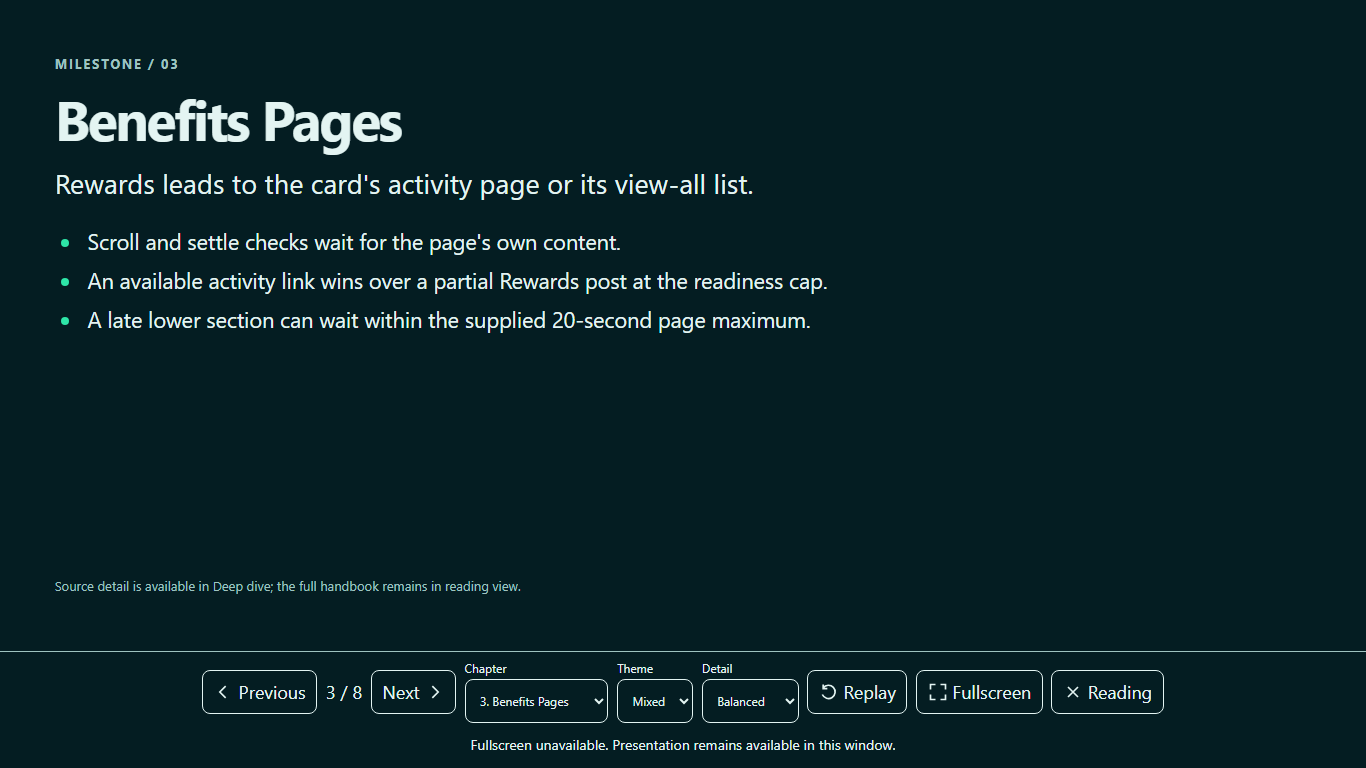 MILESTONE / 03
Benefits Pages
Rewards leads to the card's activity page or its view-all list.
Scroll and settle checks wait for the page's own content.
An available activity link wins over a partial Rewards post at the readiness cap.
A late lower section can wait within the supplied 20-second page maximum.
Source detail is available in Deep dive; the full handbook remains in reading view.
Chapter Theme Detail
Previous 3 / 8 Next 3. Benefits Pages Mixed Balanced Replay Fullscreen Reading
Fullscreen unavailable. Presentation remains available in this window.